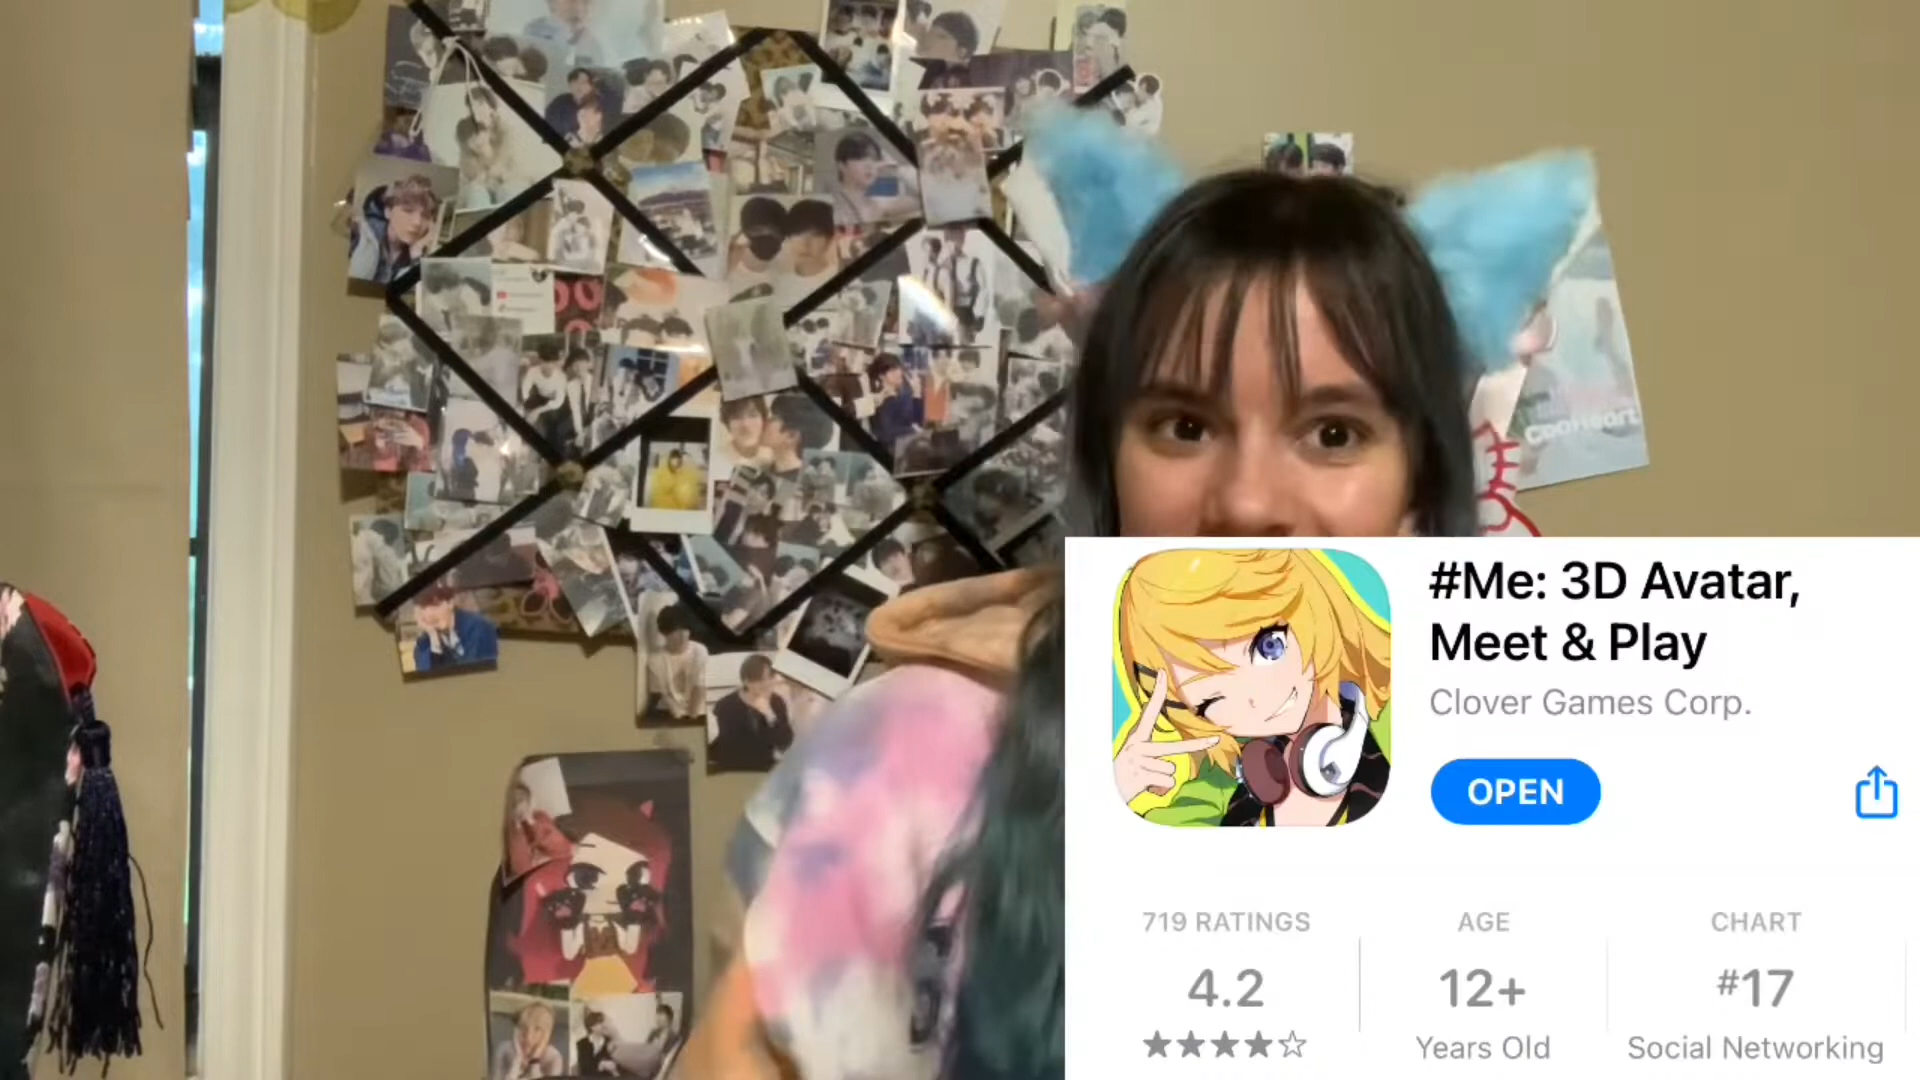 #Me: 3D Avatar,
Meet & Play
Clover Games Corp.
OPEN
719 RATINGS
AGE
CHART
4.2
12+
#17
Years Old
Social Networking